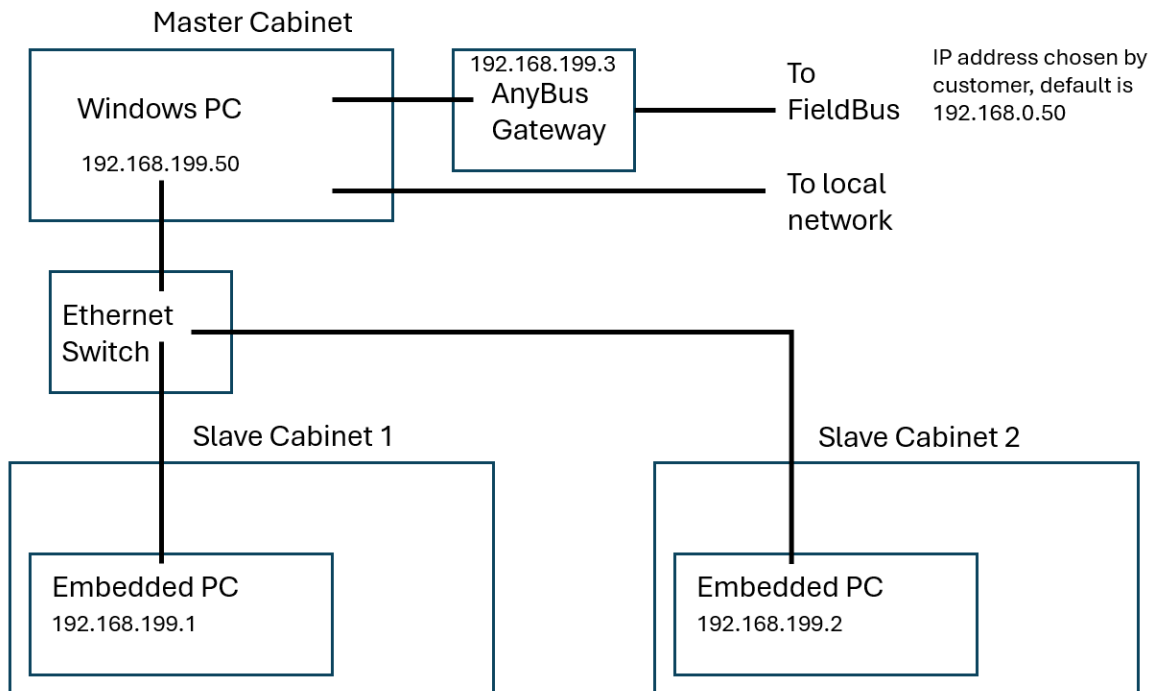 Master Cabinet
Windows PC
192.168.199.50
192.168.199.3
AnyBus
Gateway
To
FieldBus
IP address chosen by
customer, default is
192.168.0.50
To local
network
Ethernet
Switch
Slave Cabinet 1
Embedded PC
192.168.199.1
Slave Cabinet 2
Embedded PC
192.168.199.2